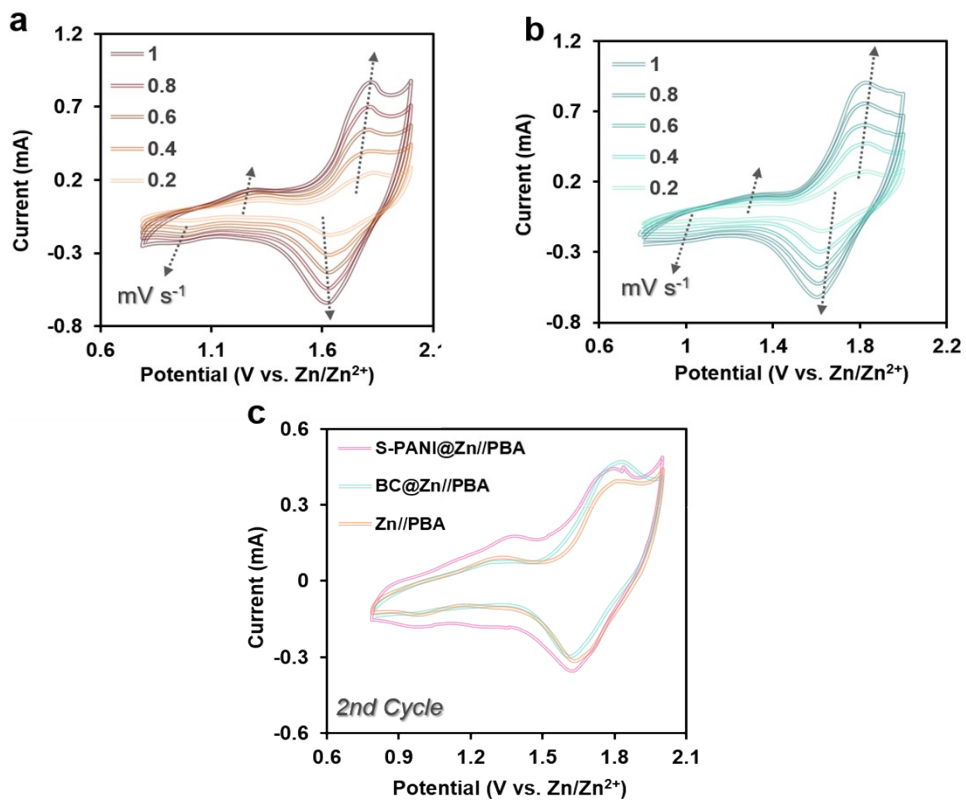 a
1.2
0.7
0.2
-0.3
-0.8
Current (mA)
1
0.8
0.6
0.4
0.2
mV s-1
0.6
1.1
1.6
2.1
Potential (V vs. Zn/Zn2+)
b
1.2
0.8
0.4
0
-0.4
-0.8
Current (mA)
1
0.8
0.6
0.4
0.2
mV s-1
0.6
1
1.4
1.8
2.2
Potential (V vs. Zn/Zn2+)
c
0.6
0.3
0
-0.3
-0.6
Current (mA)
S-PANI@Zn//PBA
BC@Zn//PBA
Zn//PBA
2nd Cycle
0.6
0.9
1.2
1.5
1.8
2.1
Potential (V vs. Zn/Zn2+)